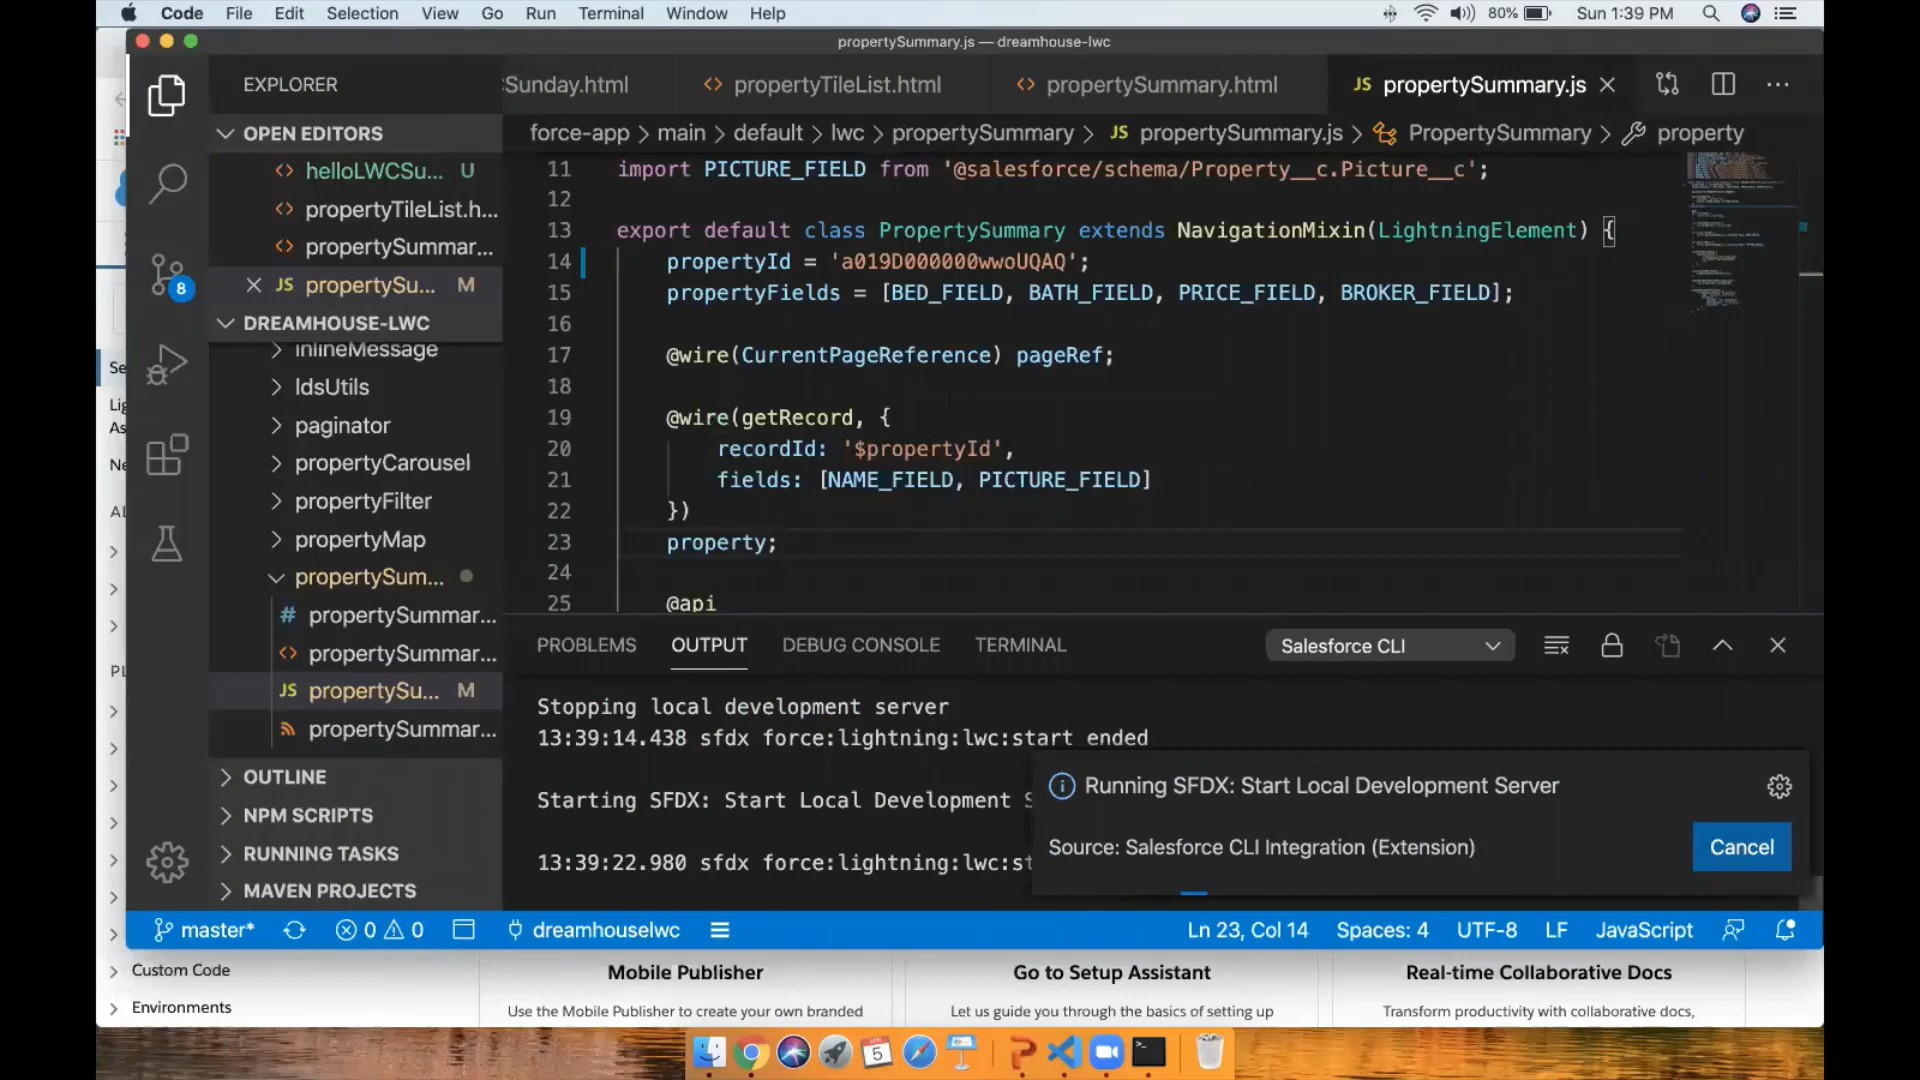 Code File Edit Selection View Go Run Terminal Window Help 80% Sun 1:39 PM
propertySummary.js — dreamhouse-lwc
EXPLORER
Sunday.html propertyTileList.html propertySummary.html JS propertySummary.js
OPEN EDITORS
force-app > main > default > lwc > propertySummary > JS propertySummary.js > PropertySummary > property
helloLWCSu... U
propertyTileList.h...
propertySummar...
JS propertySu... M
DREAMHOUSE-LWC
inlineMessage
ldsUtils
paginator
propertyCarousel
propertyFilter
propertyMap
propertySum...
# propertySummar...
propertySummar...
JS propertySu... M
propertySummar...
OUTLINE
NPM SCRIPTS
RUNNING TASKS
MAVEN PROJECTS
8
11 import PICTURE_FIELD from '@salesforce/schema/Property__c.Picture__c';
12
13 export default class PropertySummary extends NavigationMixin(LightningElement) {
14 propertyId = 'a019D000000wwoUQAQ';
15 propertyFields = [BED_FIELD, BATH_FIELD, PRICE_FIELD, BROKER_FIELD];
16
17 @wire(CurrentPageReference) pageRef;
18
19 @wire(getRecord, {
20 recordId: '$propertyId',
21 fields: [NAME_FIELD, PICTURE_FIELD]
22 })
23 property;
24
25 @api
PROBLEMS OUTPUT DEBUG CONSOLE TERMINAL Salesforce CLI
Stopping local development server
13:39:14.438 sfdx force:lightning:lwc:start ended
Starting SFDX: Start Local Development S
13:39:22.980 sfdx force:lightning:lwc:st
Running SFDX: Start Local Development Server
Source: Salesforce CLI Integration (Extension) Cancel
master* 0 0 dreamhouselwc Ln 23, Col 14 Spaces: 4 UTF-8 LF JavaScript
Se
Lig
As
Ne
Custom Code
Environments
Mobile Publisher
Use the Mobile Publisher to create your own branded
Go to Setup Assistant
Let us guide you through the basics of setting up
Real-time Collaborative Docs
Transform productivity with collaborative docs,
5